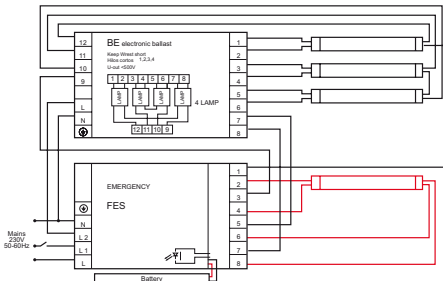 BE electronic ballast
Keep Wirest short
Hilos cortos 1,2,3,4
U-out <500V
12
11
10
9
L
N
1
2
3
4
5
6
7
8
1 2 3 4 5 6 7 8
LAMP LAMP LAMP LAMP
4 LAMP
12 11 10 9
EMERGENCY
FES
N
L 2
L 1
L
1
2
3
4
5
6
7
8
Mains
230V
50-60Hz
Battery